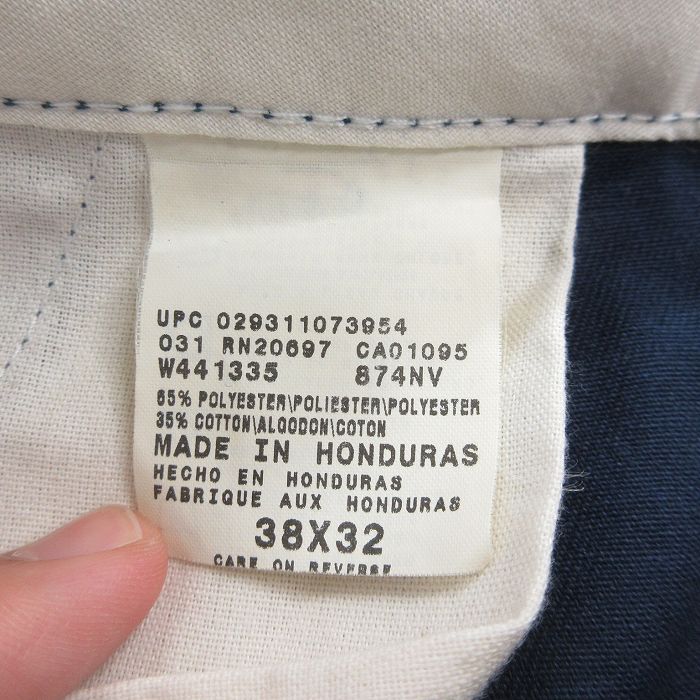 UPC 029311073954
031 RN20697 CA01095
W441335 874NV
65% POLYESTER\POLIESTER\POLYESTER
35% COTTON\ALGODON\COTON
MADE IN HONDURAS
HECHO EN HONDURAS
FABRIQUE AUX HONDURAS
38X32
CARE ON REVERSE